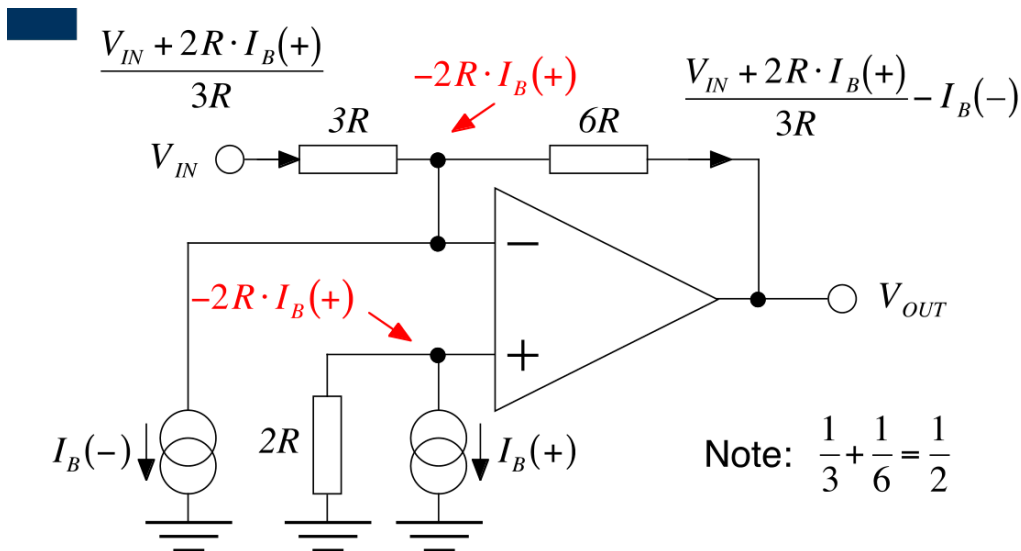 V_IN + 2R · I_B(+)
3R
−2R · I_B(+)
V_IN + 2R · I_B(+)
3R
− I_B(−)
3R
6R
V_IN
−
−2R · I_B(+)
V_OUT
+
I_B(−)
2R
I_B(+)
Note: 1/3 + 1/6 = 1/2